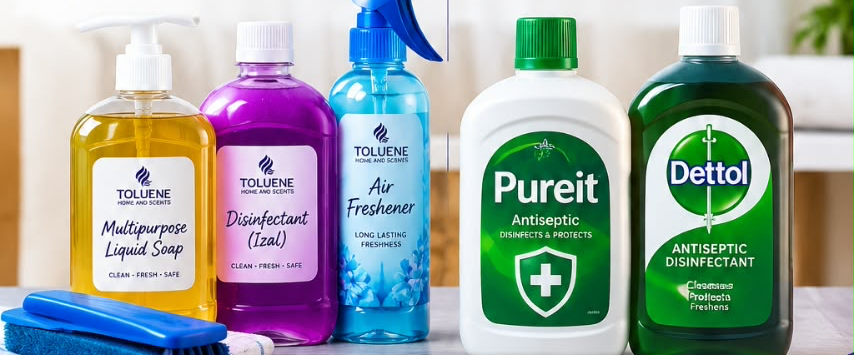 TOLUENE
HOME AND SCENTS
Multipurpose
Liquid Soap
CLEAN • FRESH • SAFE
TOLUENE
HOME AND SCENTS
Disinfectant
(Izal)
CLEAN • FRESH • SAFE
TOLUENE
HOME AND SCENTS
Air
Freshener
LONG LASTING
FRESHNESS
Pureit
Antiseptic
DISINFECTS & PROTECTS
Dettol
ANTISEPTIC
DISINFECTANT
Freshens